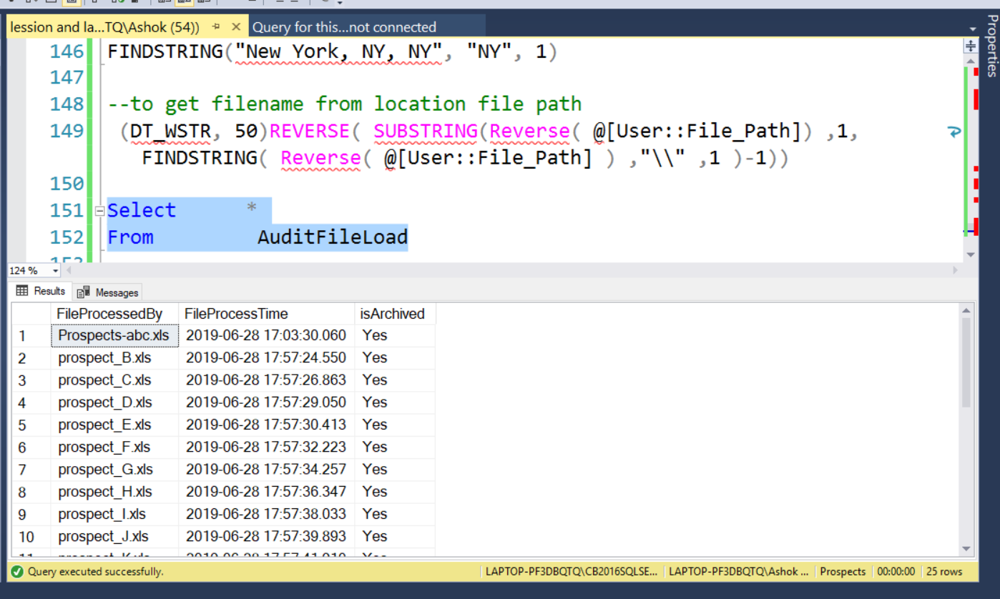 lession and la...TQ\Ashok (54))
Query for this...not connected
Properties
146 FINDSTRING("New York, NY, NY", "NY", 1)
147
148 --to get filename from location file path
149 (DT_WSTR, 50)REVERSE( SUBSTRING(Reverse( @[User::File_Path]) ,1,
FINDSTRING( Reverse( @[User::File_Path] ) ,"\\" ,1 )-1))
150
151 Select *
152 From AuditFileLoad
153
124 %
Results Messages
FileProcessedBy FileProcessTime isArchived
1 Prospects-abc.xls 2019-06-28 17:03:30.060 Yes
2 prospect_B.xls 2019-06-28 17:57:24.550 Yes
3 prospect_C.xls 2019-06-28 17:57:26.863 Yes
4 prospect_D.xls 2019-06-28 17:57:29.050 Yes
5 prospect_E.xls 2019-06-28 17:57:30.413 Yes
6 prospect_F.xls 2019-06-28 17:57:32.223 Yes
7 prospect_G.xls 2019-06-28 17:57:34.257 Yes
8 prospect_H.xls 2019-06-28 17:57:36.347 Yes
9 prospect_I.xls 2019-06-28 17:57:38.033 Yes
10 prospect_J.xls 2019-06-28 17:57:39.893 Yes
11 prospect_K.xls Yes
Query executed successfully.
LAPTOP-PF3DBQTQ\CB2016SQLSE... LAPTOP-PF3DBQTQ\Ashok ... Prospects 00:00:00 25 rows